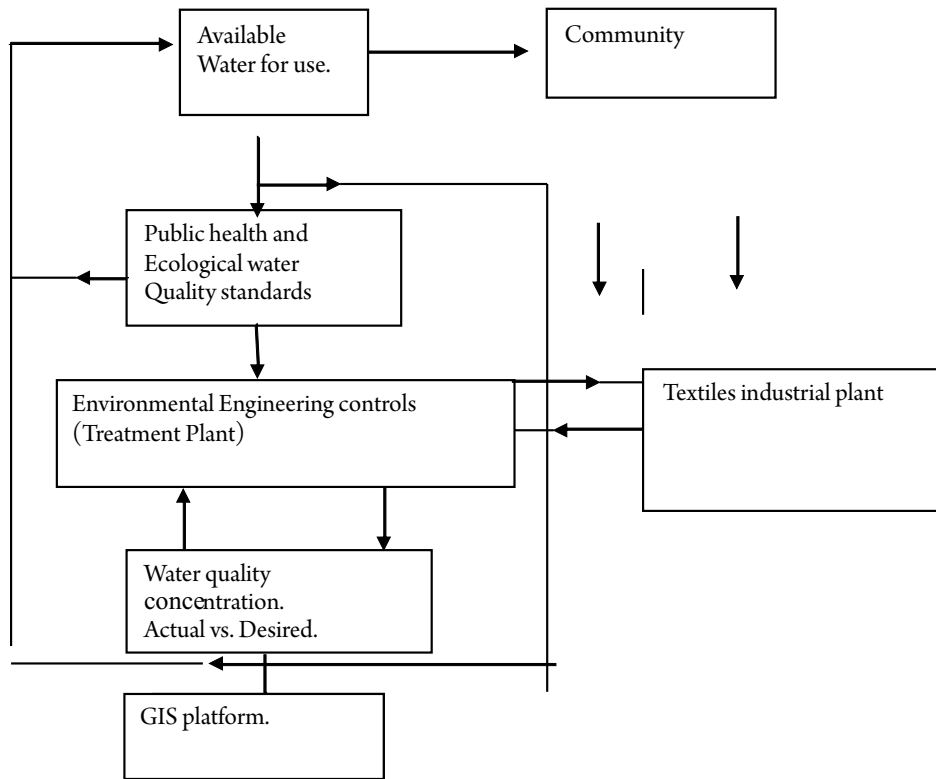 Available
Water for use.
Community
Public health and
Ecological water
Quality standards
Environmental Engineering controls
(Treatment Plant)
Textiles industrial plant
Water quality
concentration.
Actual vs. Desired.
GIS platform.